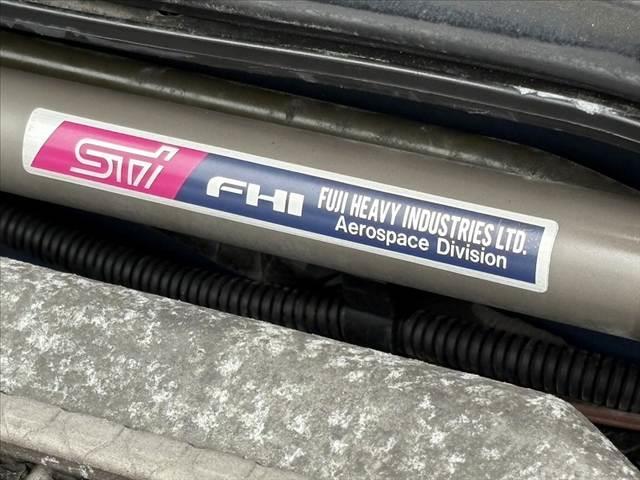 STi
FHI
FUJI HEAVY INDUSTRIES LTD.
Aerospace Division